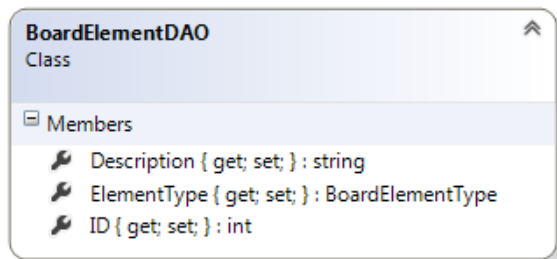 BoardElementDAO
Class
Members
Description { get; set; } : string
ElementType { get; set; } : BoardElementType
ID { get; set; } : int